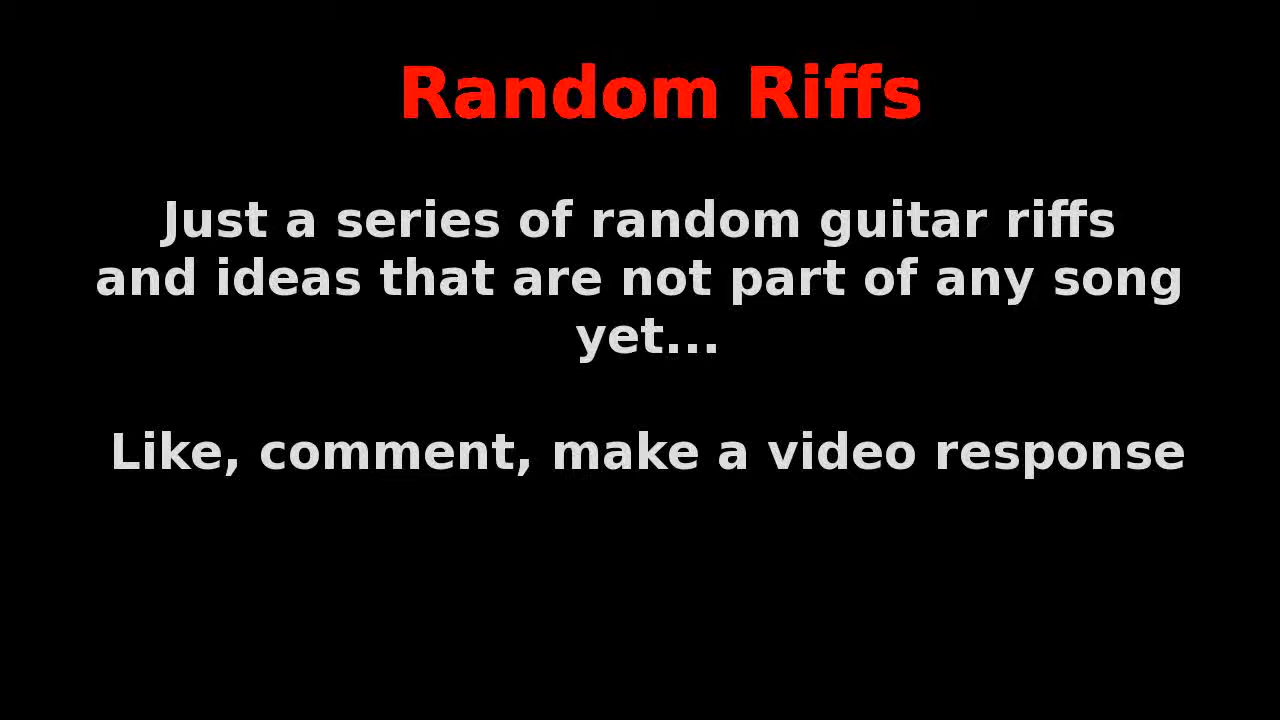 Random Riffs
Just a series of random guitar riffs
and ideas that are not part of any song
yet...
Like, comment, make a video response